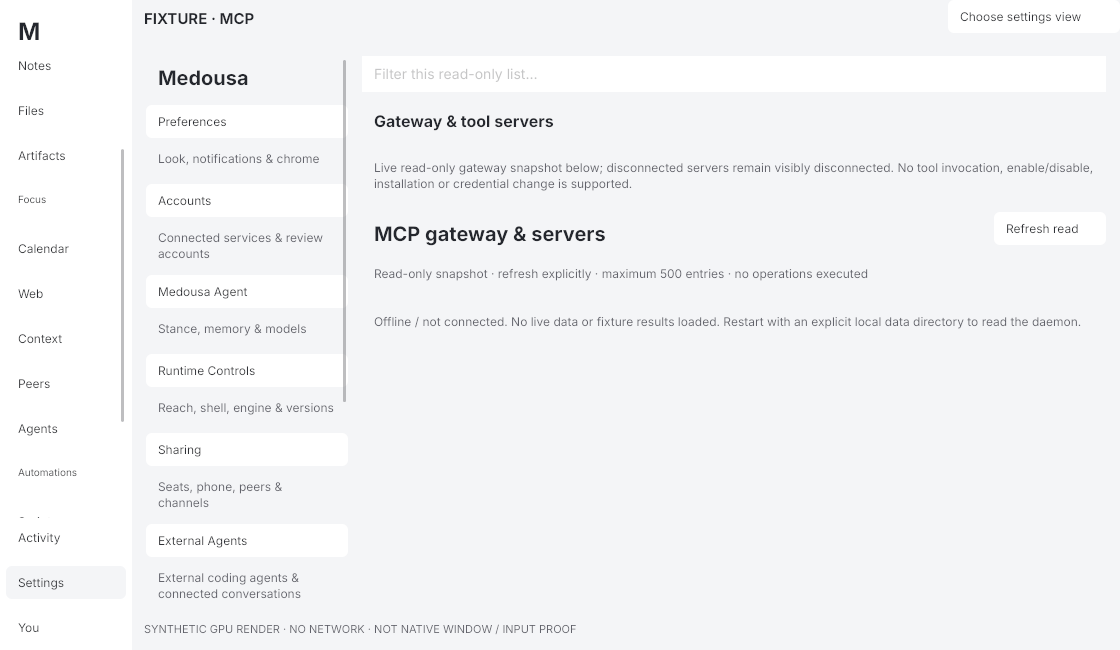 M
Notes
Files
Artifacts
Focus
Calendar
Web
Context
Peers
Agents
Automations
Activity
Settings
You
FIXTURE · MCP
Choose settings view
Medousa
Preferences
Look, notifications & chrome
Accounts
Connected services & review
accounts
Medousa Agent
Stance, memory & models
Runtime Controls
Reach, shell, engine & versions
Sharing
Seats, phone, peers &
channels
External Agents
External coding agents &
connected conversations
Filter this read-only list...
Gateway & tool servers
Live read-only gateway snapshot below; disconnected servers remain visibly disconnected. No tool invocation, enable/disable,
installation or credential change is supported.
MCP gateway & servers
Refresh read
Read-only snapshot · refresh explicitly · maximum 500 entries · no operations executed
Offline / not connected. No live data or fixture results loaded. Restart with an explicit local data directory to read the daemon.
SYNTHETIC GPU RENDER · NO NETWORK · NOT NATIVE WINDOW / INPUT PROOF